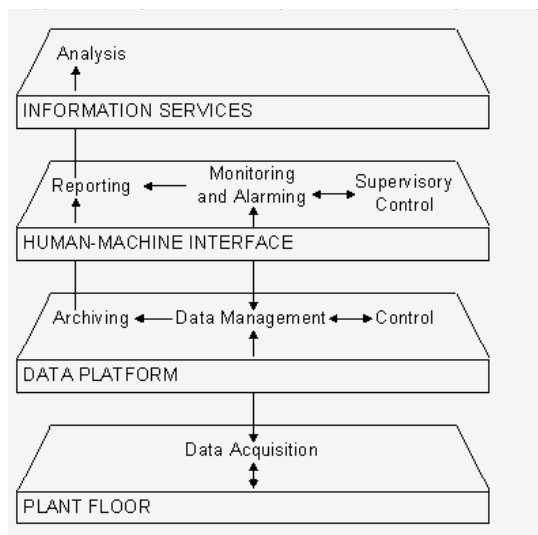 Analysis
INFORMATION SERVICES
Reporting
Monitoring
and Alarming
Supervisory
Control
HUMAN-MACHINE INTERFACE
Archiving
Data Management
Control
DATA PLATFORM
Data Acquisition
PLANT FLOOR